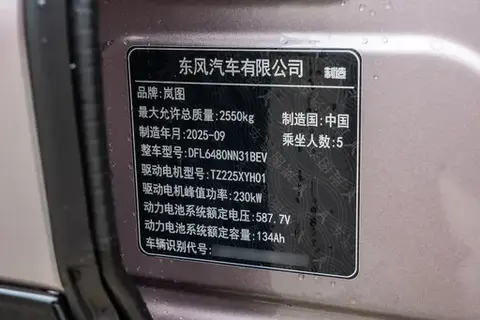 东风汽车有限公司 制造
品牌:岚图
最大允许总质量:2550kg 制造国:中国
制造年月:2025-09 乘坐人数:5
整车型号:DFL6480NN31BEV
驱动电机型号:TZ225XYH01
驱动电机峰值功率:230kW
动力电池系统额定电压:587.7V
动力电池系统额定容量:134Ah
车辆识别代号: